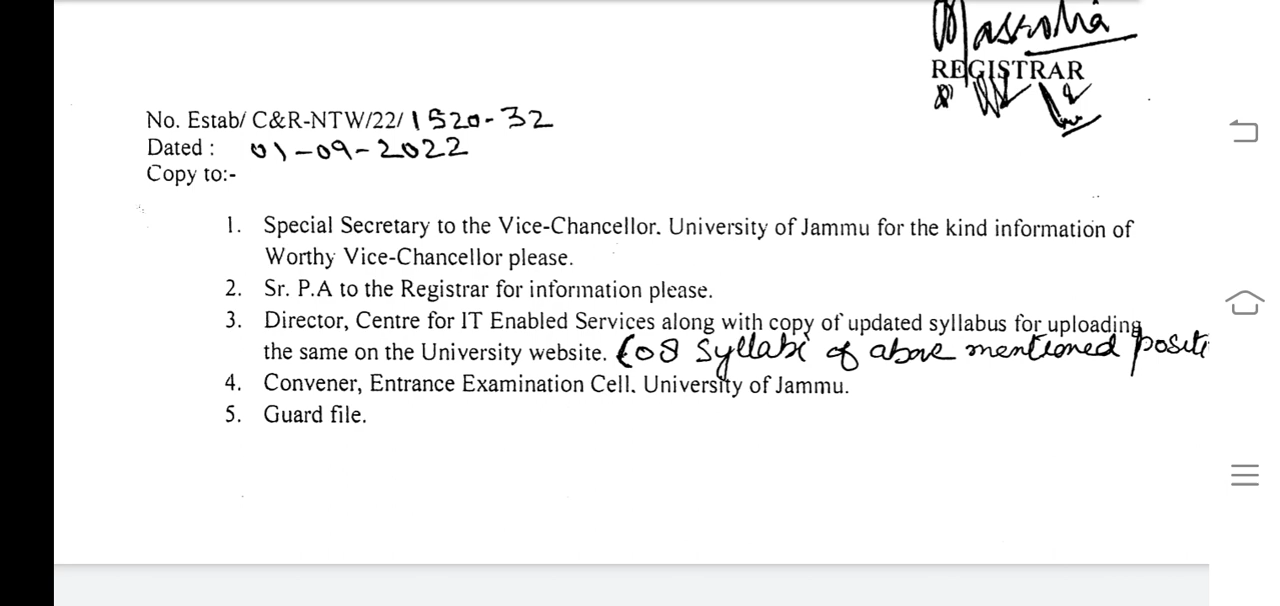 REGISTRAR
No. Estab/ C&R-NTW/22/ 1520-32
Dated : 01-09-2022
Copy to:-
1. Special Secretary to the Vice-Chancellor. University of Jammu for the kind information of
Worthy Vice-Chancellor please.
2. Sr. P.A to the Registrar for information please.
3. Director, Centre for IT Enabled Services along with copy of updated syllabus for uploading
the same on the University website. (08 Syllabi of above mentioned positi
4. Convener, Entrance Examination Cell. University of Jammu.
5. Guard file.